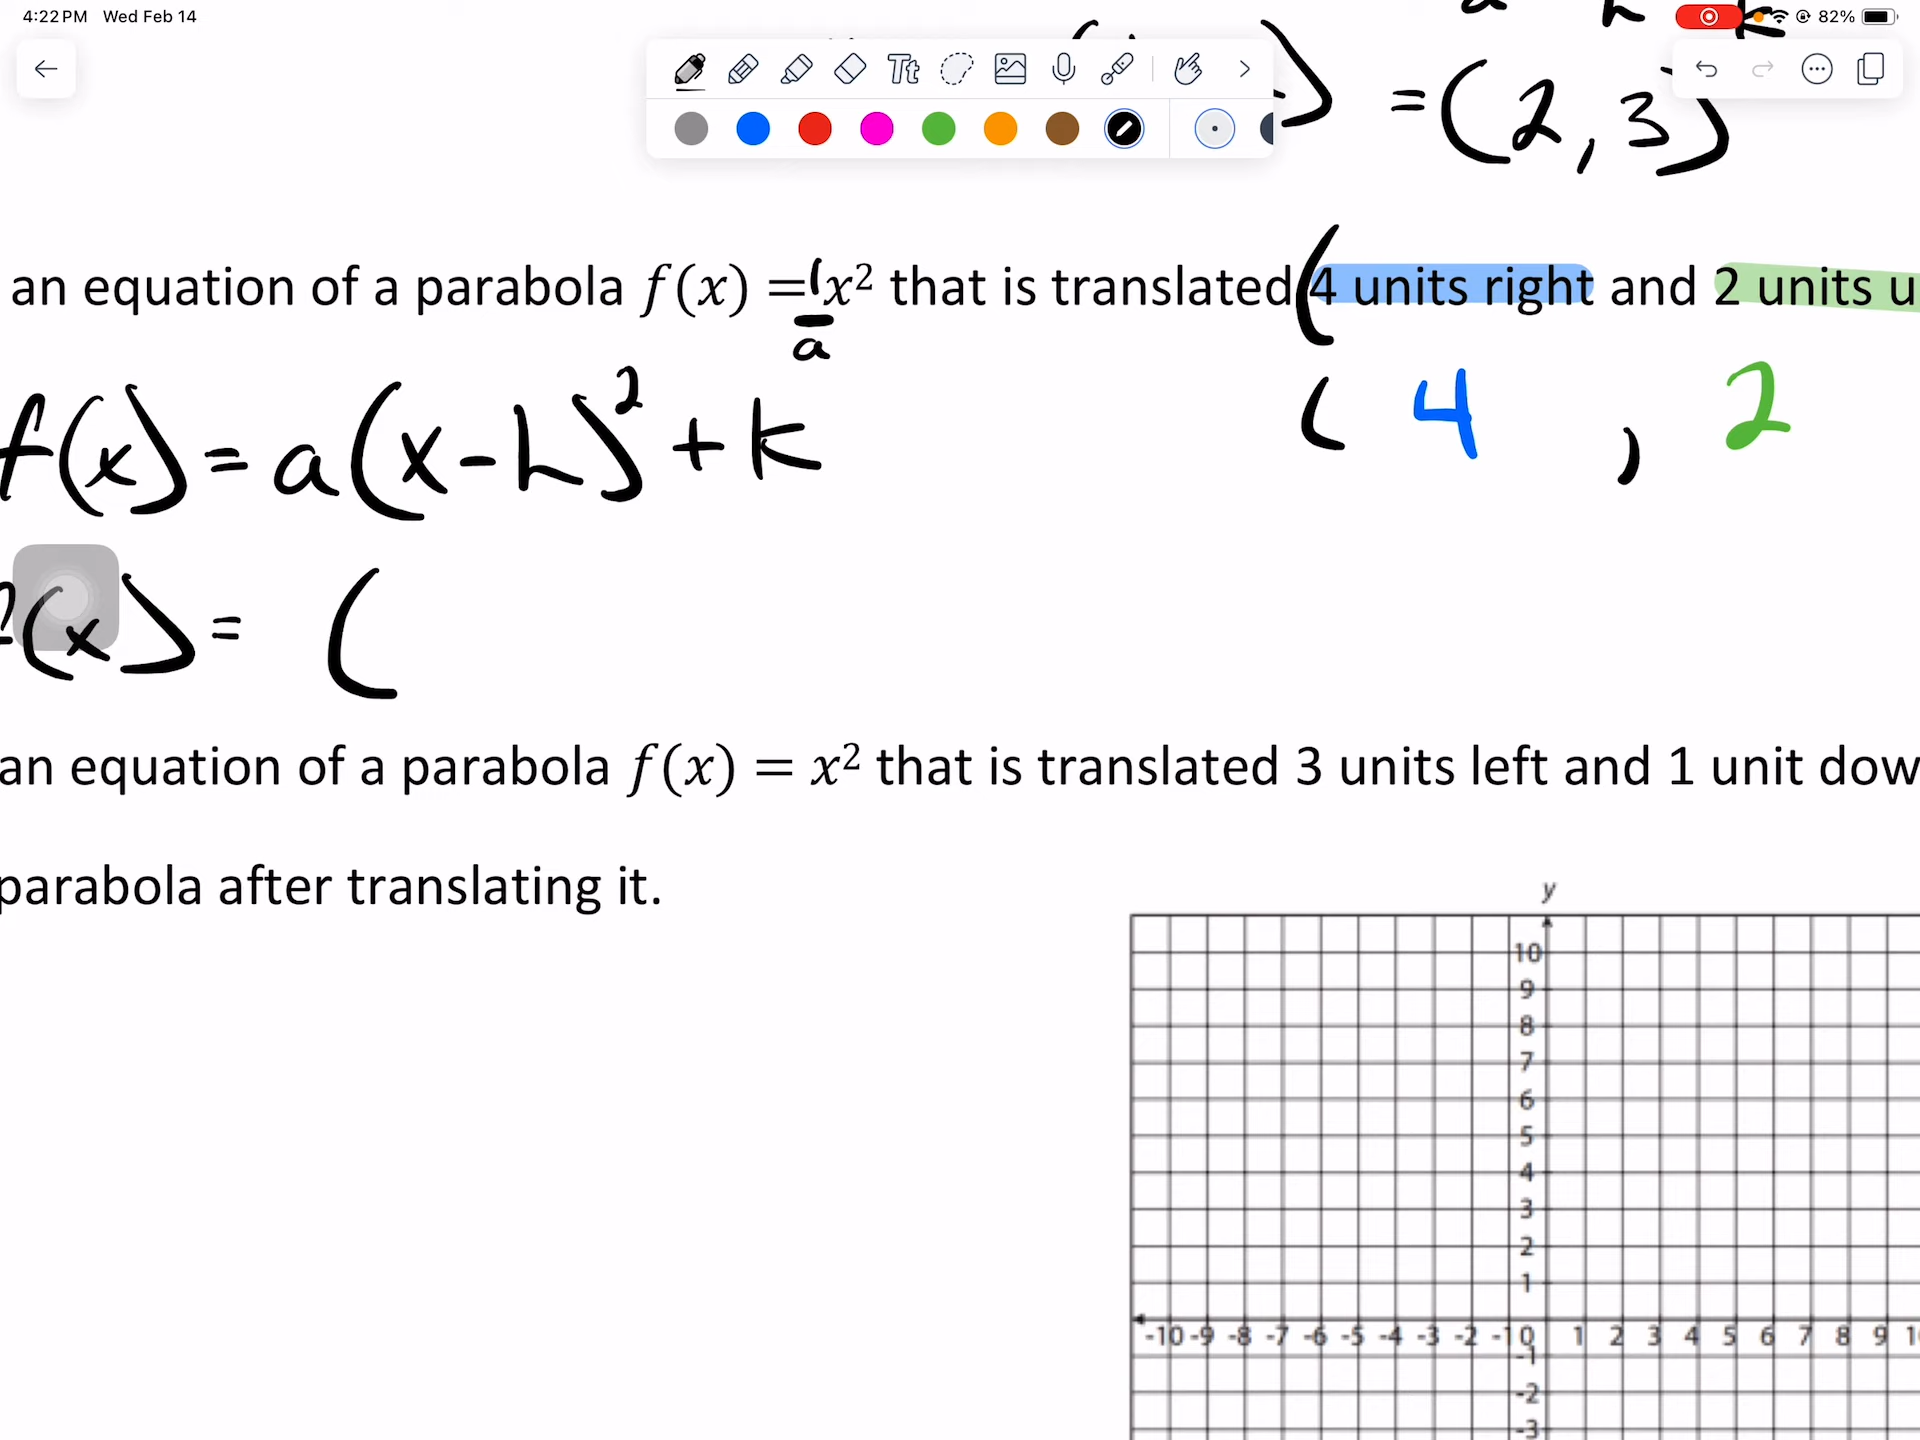 4:22 PM Wed Feb 14 82%
Tt
= (2, 3)
an equation of a parabola f(x) = 1x² that is translated (4 units right and 2 units u
a
( 4 , 2
f(x) = a(x-h)² + k
(x) = (
an equation of a parabola f(x) = x² that is translated 3 units left and 1 unit dow
parabola after translating it.
y
10
9
8
7
6
5
4
3
2
1
-10 -9 -8 -7 -6 -5 -4 -3 -2 -1 0 1 2 3 4 5 6 7 8 9
-1
-2
-3